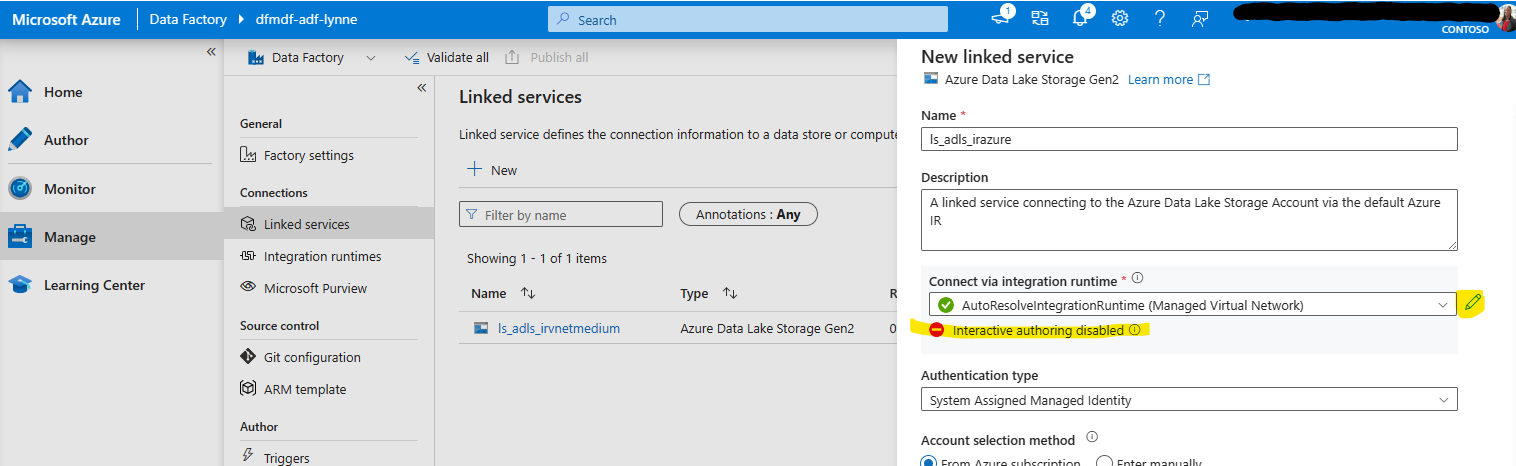 Microsoft Azure
Data Factory
dfmdf-adf-lynne
Search
1
4
CONTOSO
Home
Author
Monitor
Manage
Learning Center
Data Factory
Validate all
Publish all
General
Factory settings
Connections
Linked services
Integration runtimes
Microsoft Purview
Source control
Git configuration
ARM template
Author
Triggers
Linked services
Linked service defines the connection information to a data store or compute
New
Filter by name
Annotations : Any
Showing 1 - 1 of 1 items
Name
Type
R
ls_adls_irvnetmedium
Azure Data Lake Storage Gen2
0
New linked service
Azure Data Lake Storage Gen2 Learn more
Name *
ls_adls_irazure
Description
A linked service connecting to the Azure Data Lake Storage Account via the default Azure
IR
Connect via integration runtime *
AutoResolveIntegrationRuntime (Managed Virtual Network)
Interactive authoring disabled
Authentication type
System Assigned Managed Identity
Account selection method
From Azure subscription
Enter manually